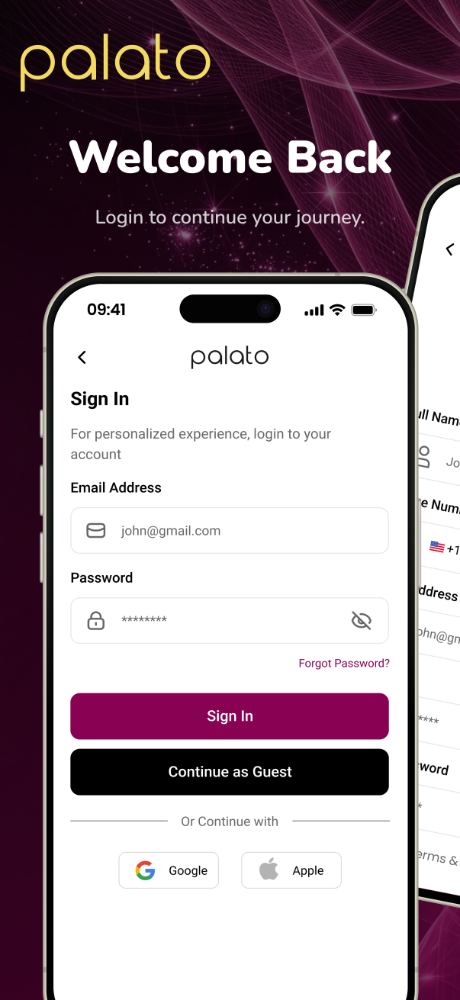 palato
Welcome Back
Login to continue your journey.
09:41
palato
Sign In
For personalized experience, login to your
account
Email Address
john@gmail.com
Password
********
Forgot Password?
Sign In
Continue as Guest
Or Continue with
Google
Apple
+1